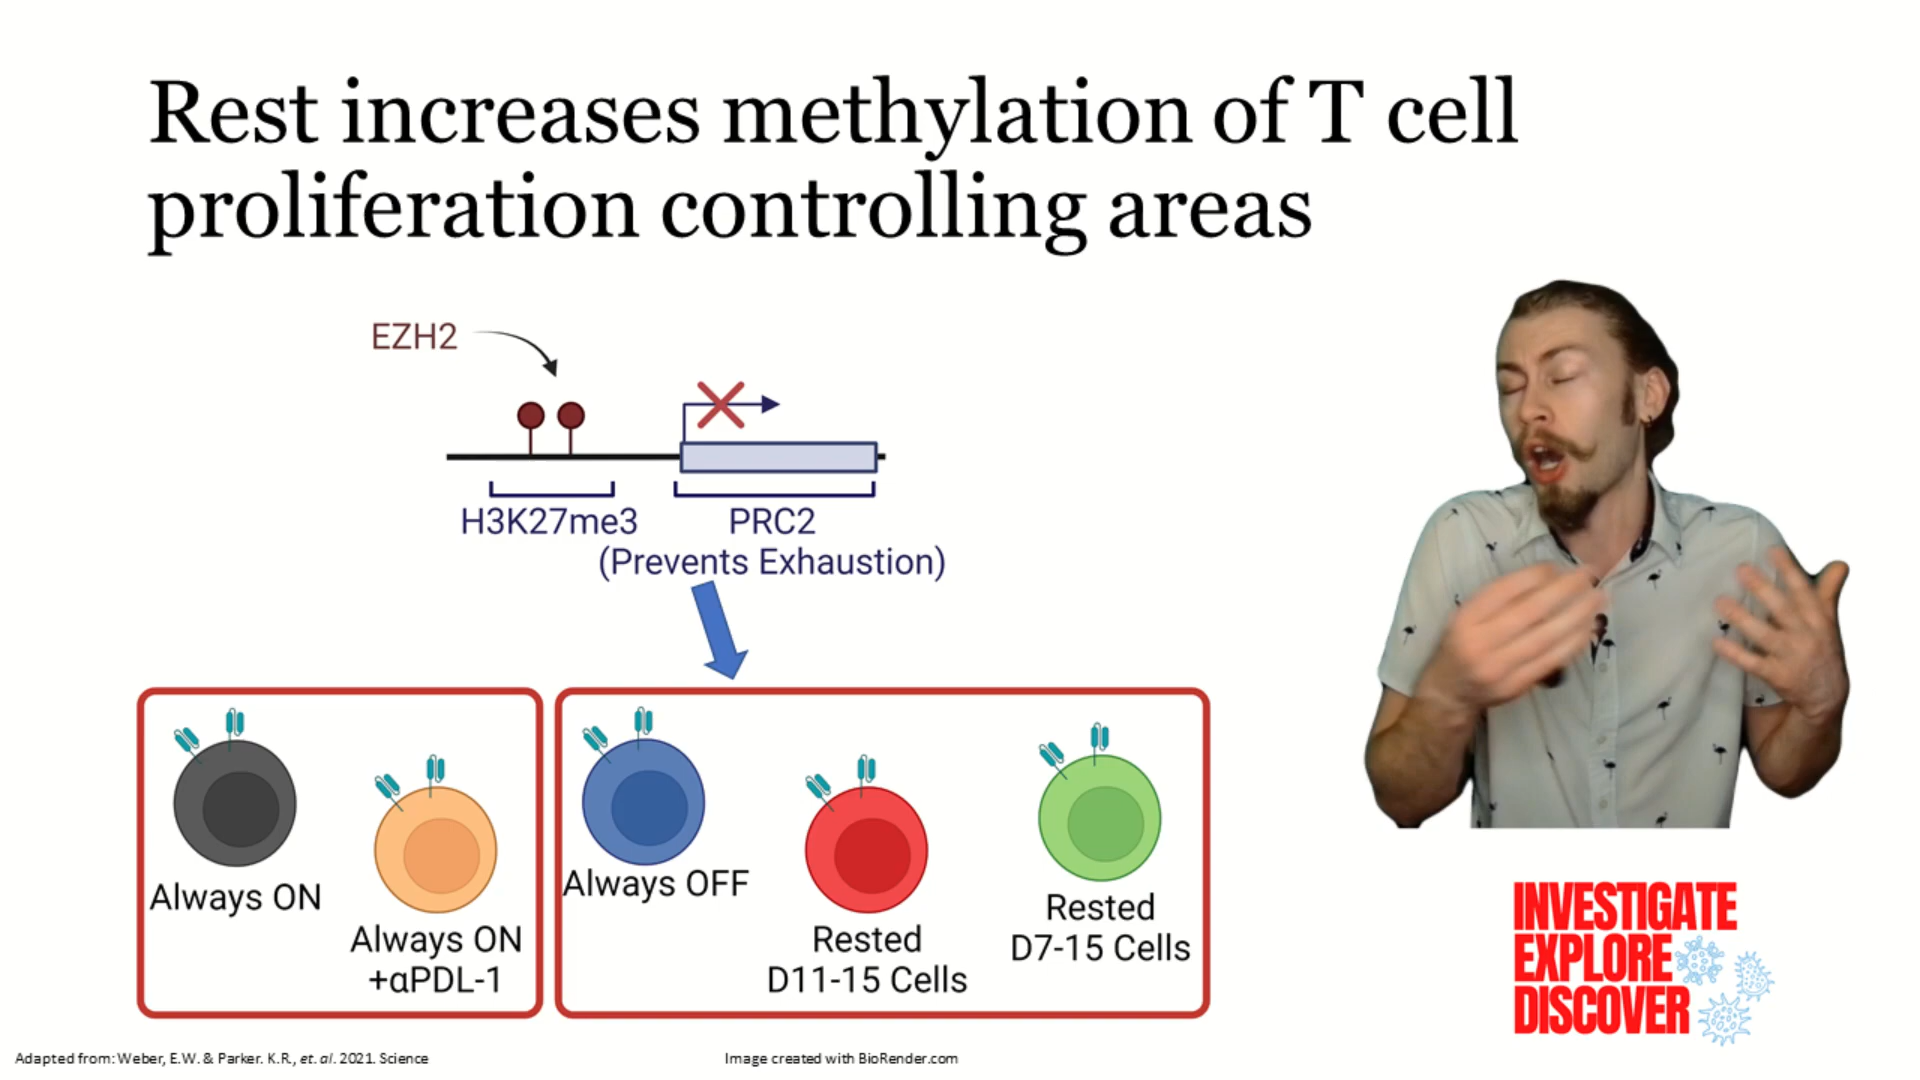 Rest increases methylation of T cell
proliferation controlling areas
EZH2
H3K27me3
PRC2
(Prevents Exhaustion)
Always ON
Always ON
+αPDL-1
Always OFF
Rested
D11-15 Cells
Rested
D7-15 Cells
INVESTIGATE
EXPLORE
DISCOVER
Adapted from: Weber, E.W. & Parker. K.R., et. al. 2021. Science
Image created with BioRender.com